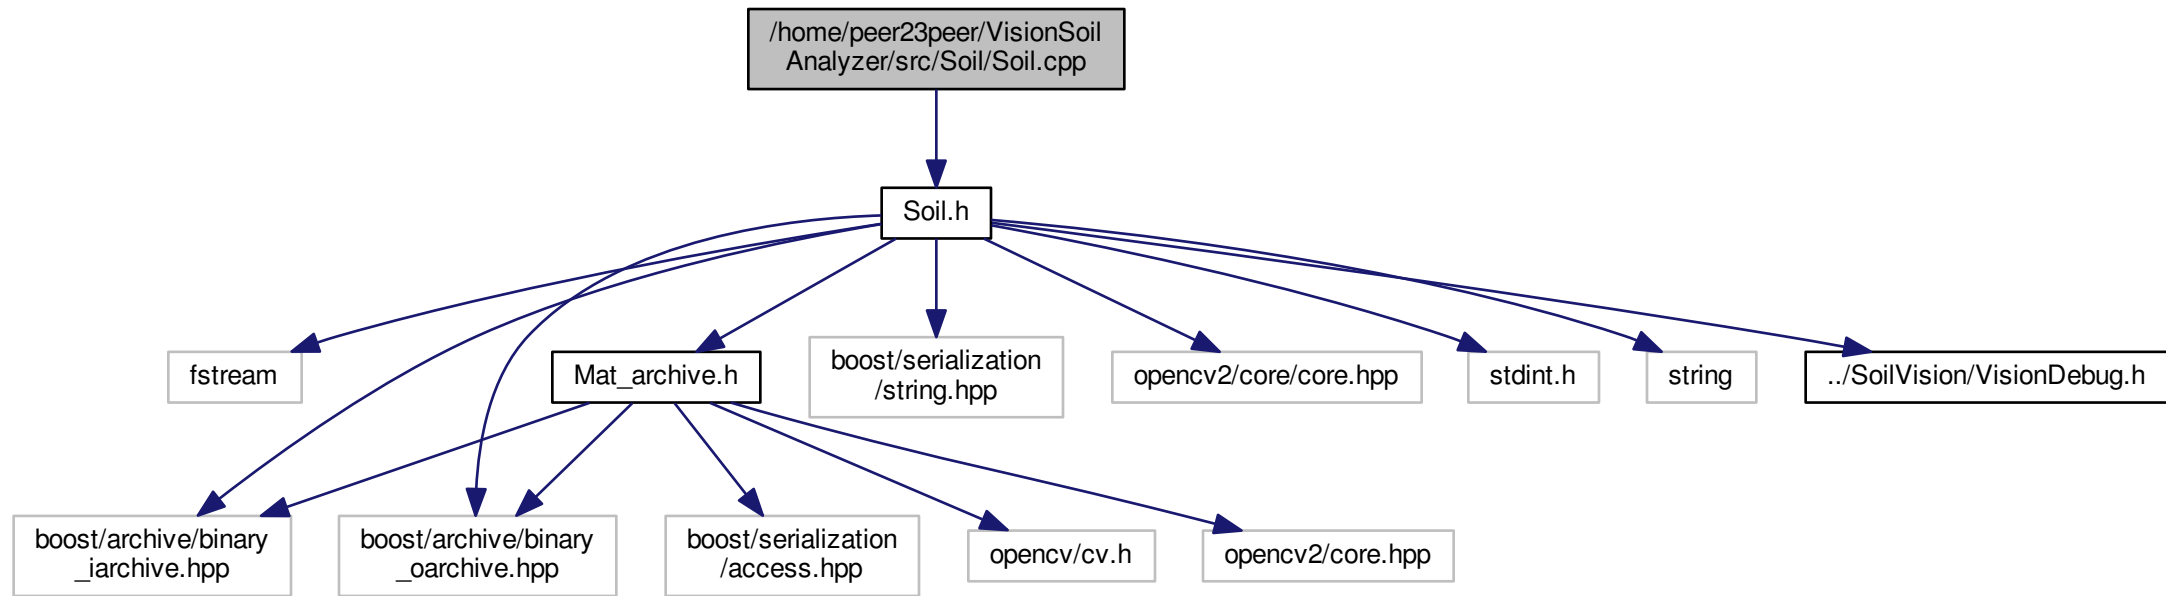 /home/peer23peer/VisionSoil
Analyzer/src/Soil/Soil.cpp
Soil.h
fstream
Mat_archive.h
boost/serialization
/string.hpp
opencv2/core/core.hpp
stdint.h
string
../SoilVision/VisionDebug.h
boost/archive/binary
_iarchive.hpp
boost/archive/binary
_oarchive.hpp
boost/serialization
/access.hpp
opencv/cv.h
opencv2/core.hpp